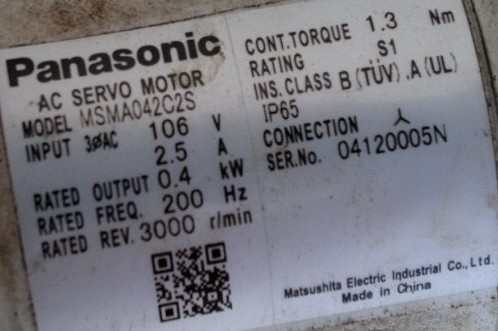 Panasonic
AC SERVO MOTOR
MODEL MSMA042C2S
INPUT 3ØAC 106 V
2.5 A
RATED OUTPUT 0.4 kW
RATED FREQ. 200 Hz
RATED REV. 3000 r/min
CONT.TORQUE 1.3 Nm
RATING S1
INS.CLASS B(TÜV).A(UL)
IP65
CONNECTION
SER.No. 04120005N
Matsushita Electric Industrial Co., Ltd.
Made in China